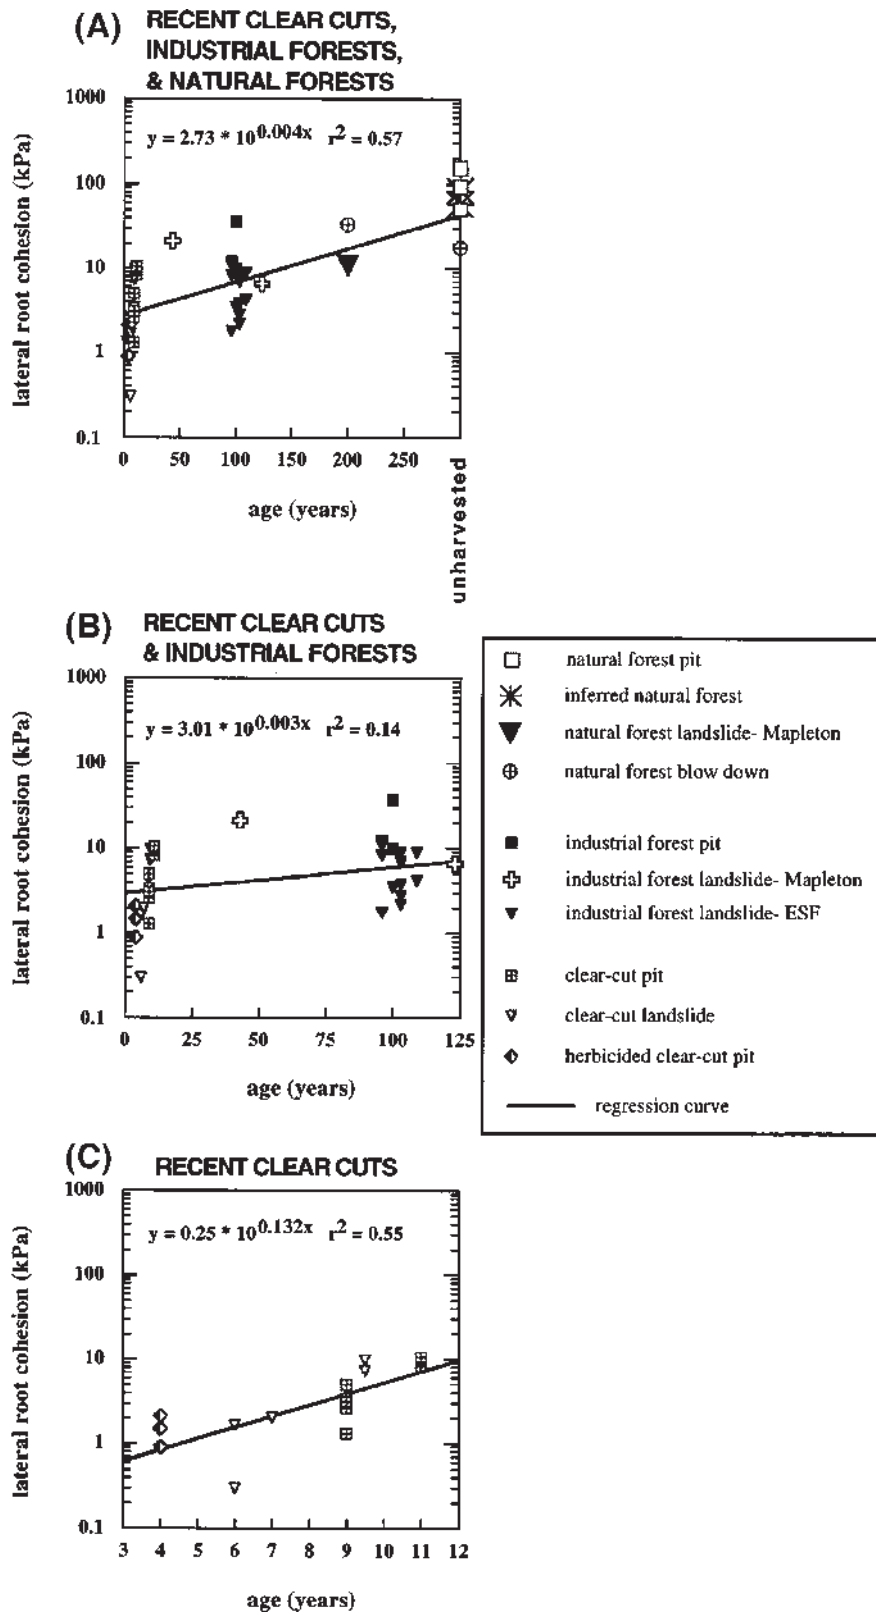 (A) RECENT CLEAR CUTS,
INDUSTRIAL FORESTS,
& NATURAL FORESTS
1000
100
10
1
0.1
lateral root cohesion (kPa)
y = 2.73 * 10^0.004x r^2 = 0.57
0 50 100 150 200 250
unharvested
age (years)
(B) RECENT CLEAR CUTS
& INDUSTRIAL FORESTS
1000
100
10
1
0.1
lateral root cohesion (kPa)
y = 3.01 * 10^0.003x r^2 = 0.14
0 25 50 75 100 125
age (years)
natural forest pit
inferred natural forest
natural forest landslide- Mapleton
natural forest blow down
industrial forest pit
industrial forest landslide- Mapleton
industrial forest landslide- ESF
clear-cut pit
clear-cut landslide
herbicided clear-cut pit
regression curve
(C) RECENT CLEAR CUTS
1000
100
10
1
0.1
lateral root cohesion (kPa)
y = 0.25 * 10^0.132x r^2 = 0.55
3 4 5 6 7 8 9 10 11 12
age (years)